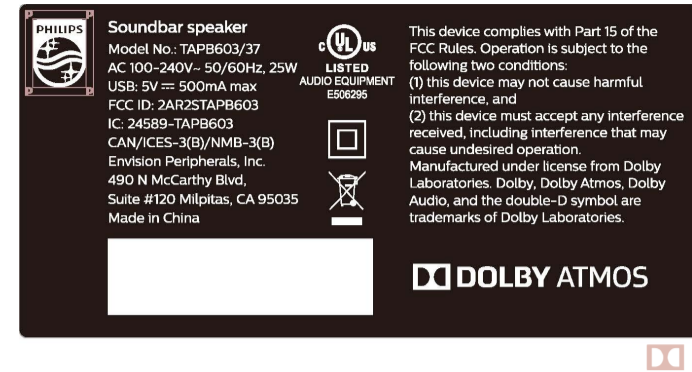 PHILIPS
Soundbar speaker
Model No.: TAPB603/37
AC 100-240V~ 50/60Hz, 25W
USB: 5V ⎓ 500mA max
FCC ID: 2AR2STAPB603
IC: 24589-TAPB603
CAN/ICES-3(B)/NMB-3(B)
Envision Peripherals, Inc.
490 N McCarthy Blvd,
Suite #120 Milpitas, CA 95035
Made in China
c UL us
LISTED
AUDIO EQUIPMENT
E506295
This device complies with Part 15 of the
FCC Rules. Operation is subject to the
following two conditions:
(1) this device may not cause harmful
interference, and
(2) this device must accept any interference
received, including interference that may
cause undesired operation.
Manufactured under license from Dolby
Laboratories. Dolby, Dolby Atmos, Dolby
Audio, and the double-D symbol are
trademarks of Dolby Laboratories.
DOLBY ATMOS